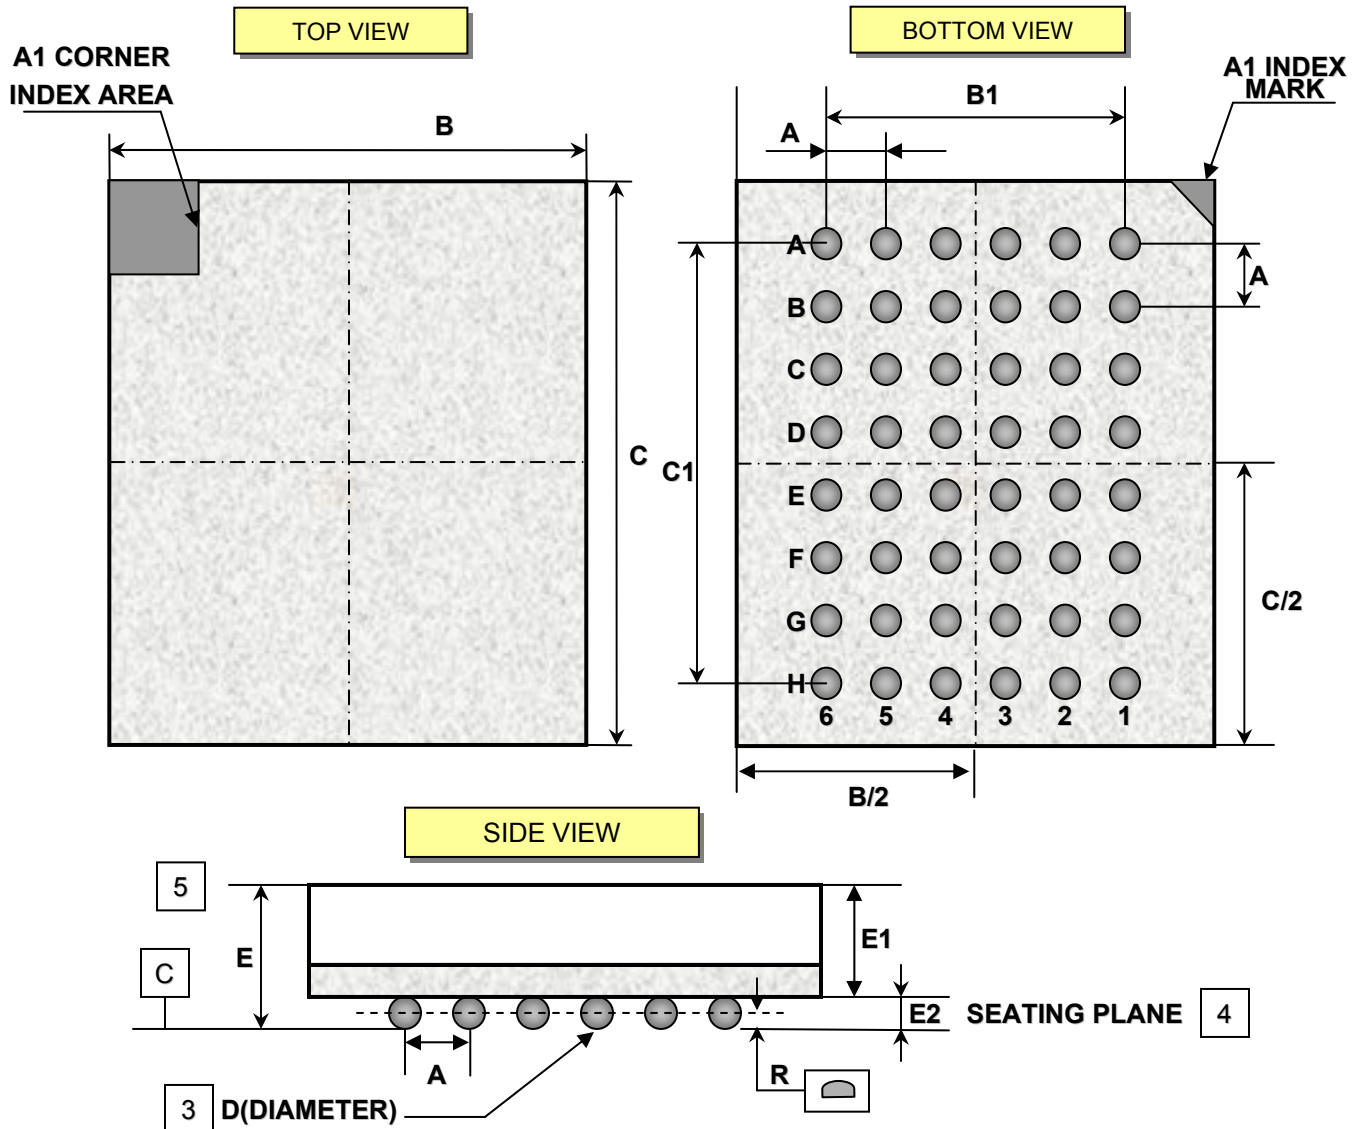 TOP VIEW
BOTTOM VIEW
A1 CORNER
INDEX AREA
A1 INDEX
MARK
B
B1
A
A
B
C
D
E
F
G
H
6 5 4 3 2 1
A
C
C1
C/2
B/2
SIDE VIEW
5
E
C
E1
E2
SEATING PLANE
4
A
R
3
D(DIAMETER)